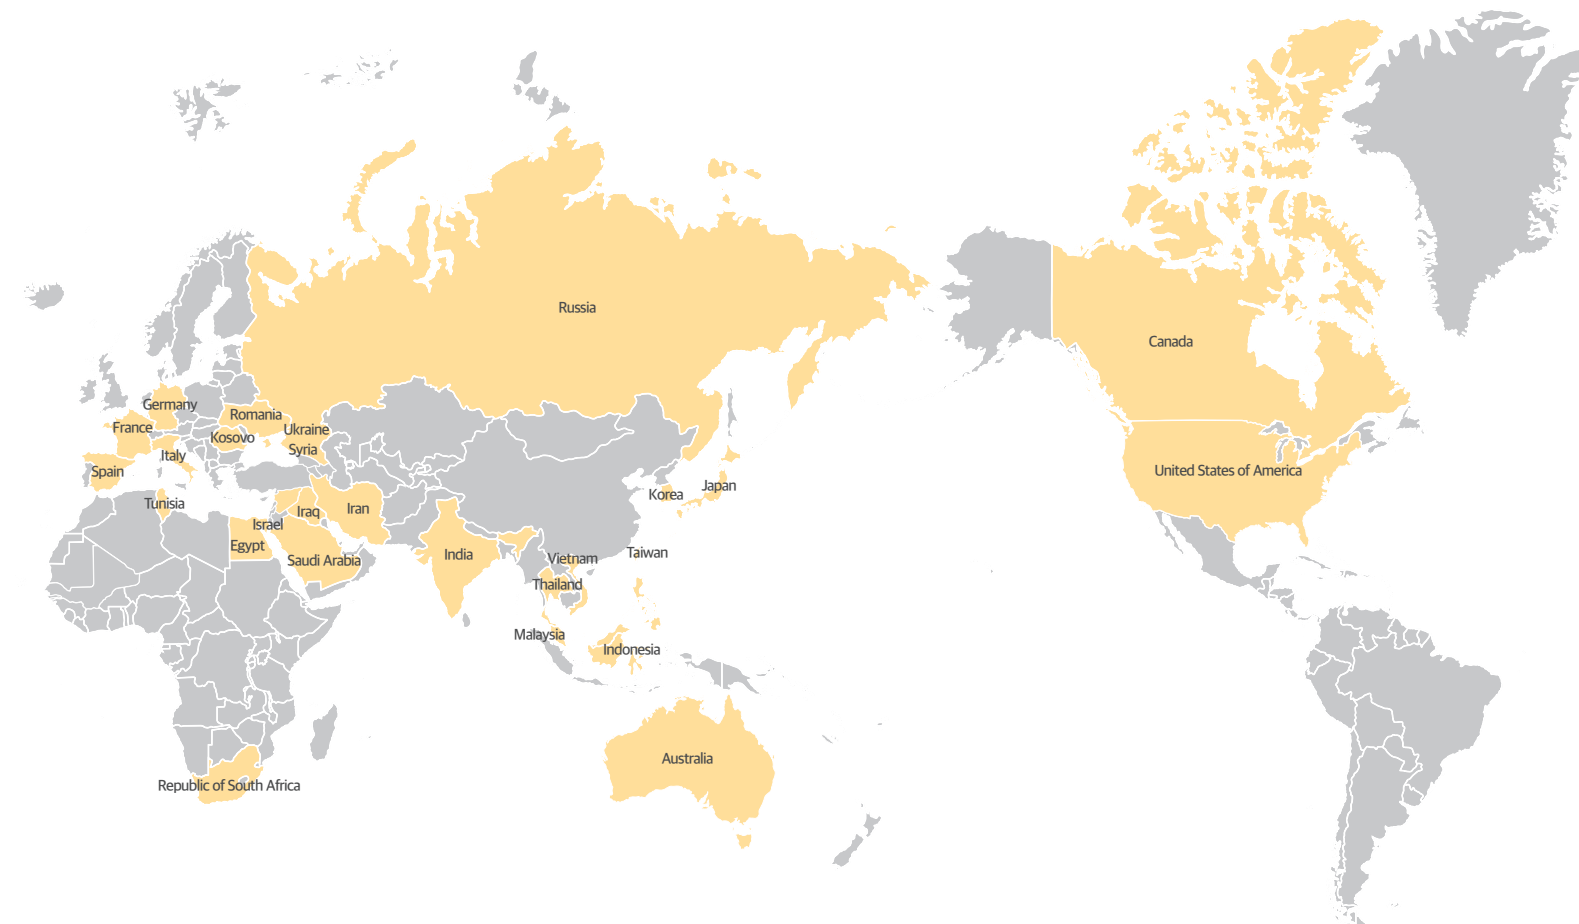 Russia
Canada
Germany
Romania
France
Ukraine
Kosovo
Syria
Italy
Spain
United States of America
Japan
Korea
Tunisia
Iran
Iraq
Israel
Egypt
Taiwan
India
Vietnam
Saudi Arabia
Thailand
Malaysia
Indonesia
Australia
Republic of South Africa